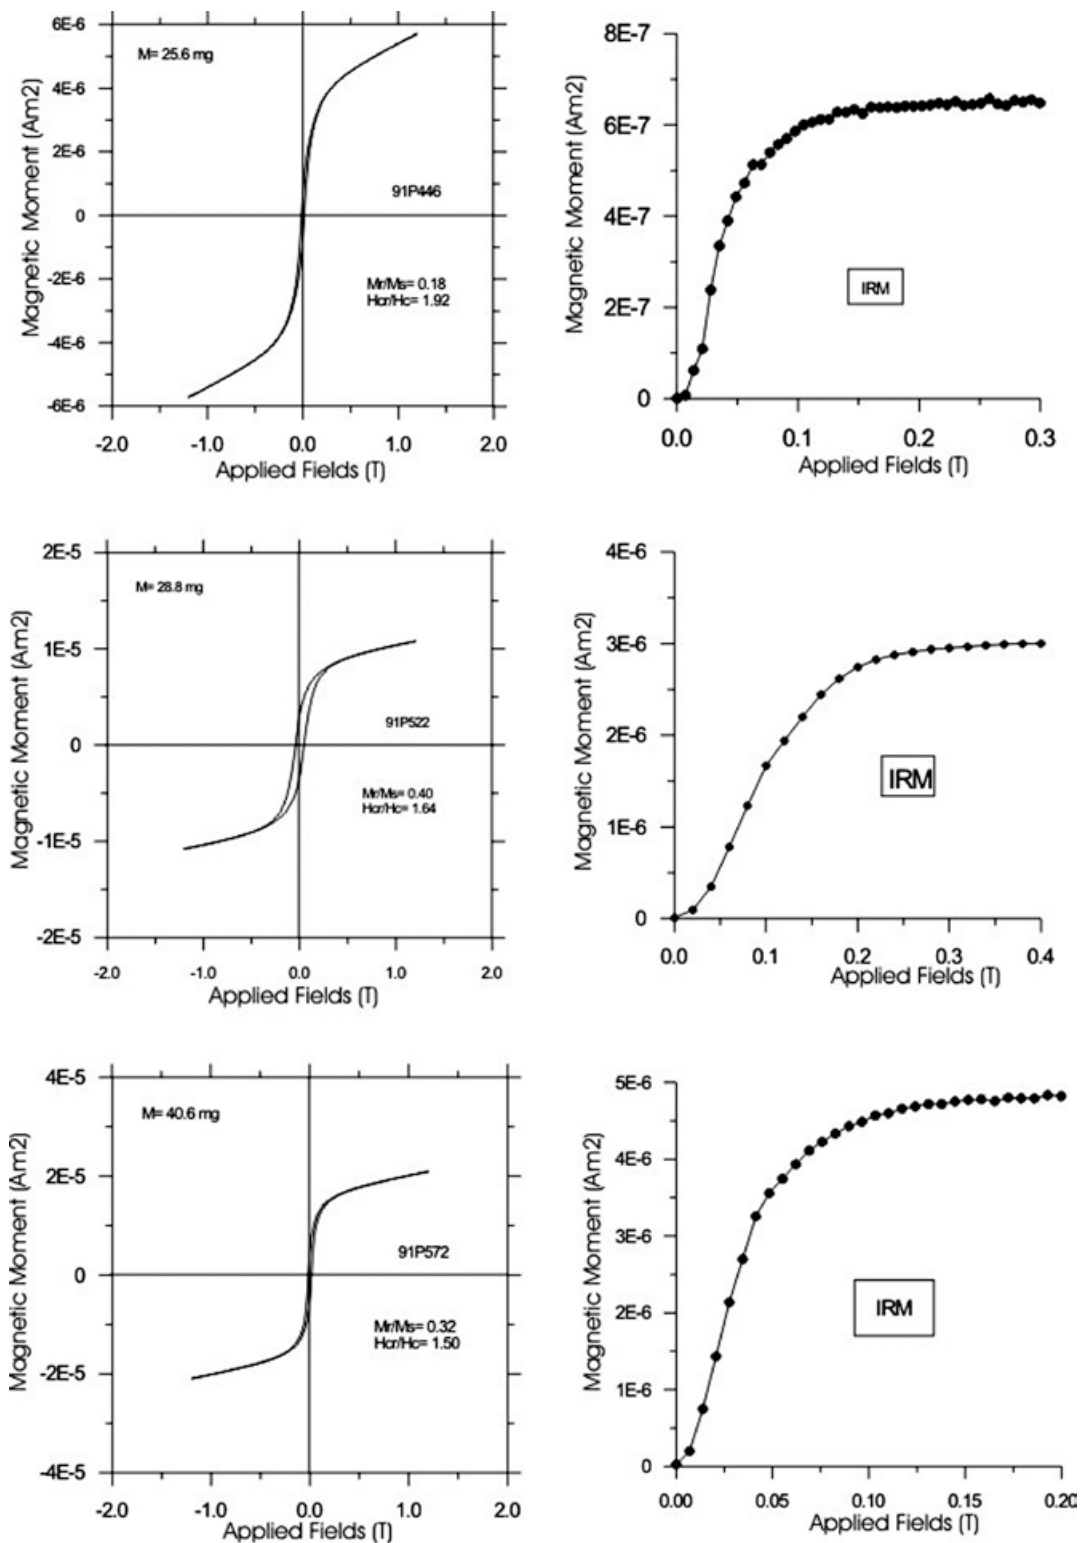 6E-6
4E-6
2E-6
0
-2E-6
-4E-6
-6E-6
Magnetic Moment (Am2)
M= 25.6 mg
91P446
Mr/Ms= 0.18
Hcr/Hc= 1.92
-2.0 -1.0 0.0 1.0 2.0
Applied Fields (T)
8E-7
6E-7
4E-7
2E-7
0
Magnetic Moment (Am2)
IRM
0.0 0.1 0.2 0.3
Applied Fields (T)
2E-5
1E-5
0
-1E-5
-2E-5
Magnetic Moment (Am2)
M= 28.8 mg
91P522
Mr/Ms= 0.40
Hcr/Hc= 1.64
-2.0 -1.0 0.0 1.0 2.0
Applied Fields (T)
4E-6
3E-6
2E-6
1E-6
0
Magnetic Moment (Am2)
IRM
0.0 0.1 0.2 0.3 0.4
Applied Fields (T)
4E-5
2E-5
0
-2E-5
-4E-5
Magnetic Moment (Am2)
M= 40.6 mg
91P572
Mr/Ms= 0.32
Hcr/Hc= 1.50
-2.0 -1.0 0.0 1.0 2.0
Applied Fields (T)
5E-6
4E-6
3E-6
2E-6
1E-6
0
Magnetic Moment (Am2)
IRM
0.00 0.05 0.10 0.15 0.20
Applied Fields (T)